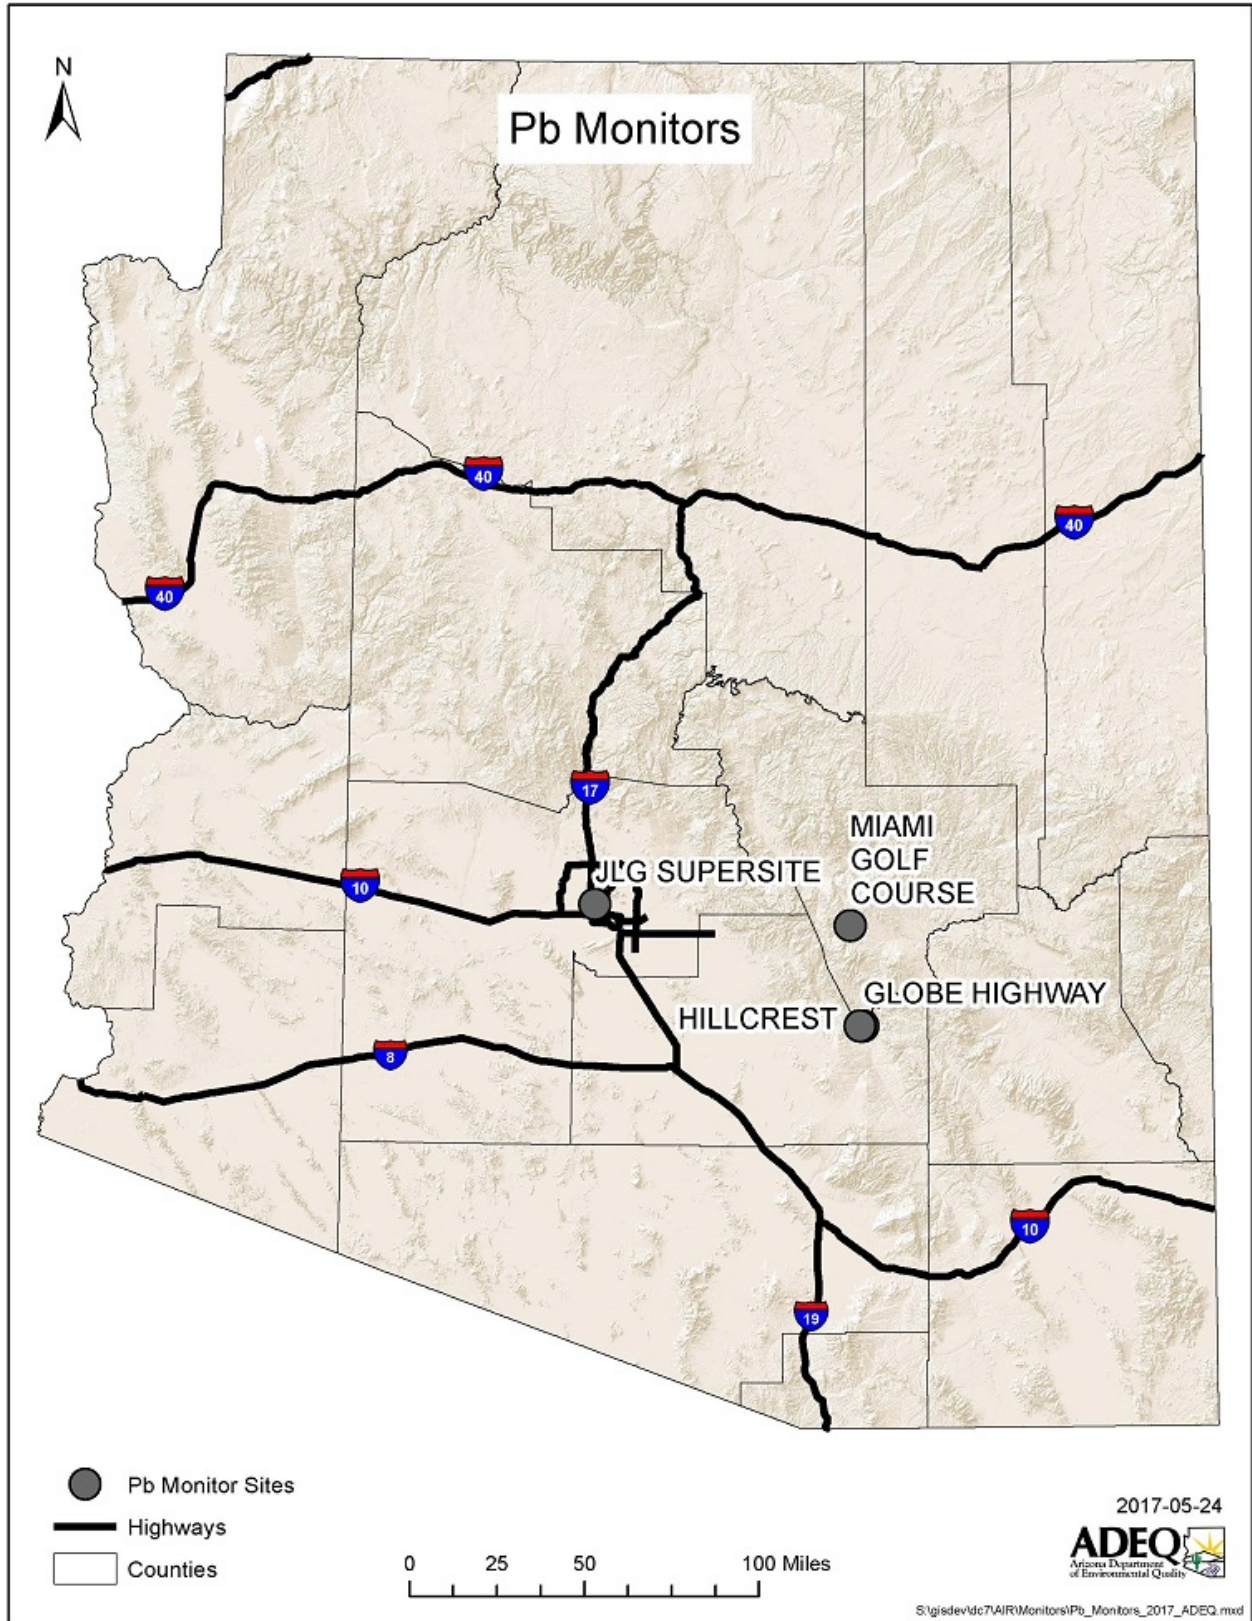 N
Pb Monitors
40
40
40
17
MIAMI
GOLF
COURSE
JLG SUPERSITE
10
GLOBE HIGHWAY
HILLCREST
8
10
19
Pb Monitor Sites
Highways
Counties
0 25 50 100 Miles
2017-05-24
ADEQ
Arizona Department
of Environmental Quality
S:\gisdev\dc7\AIR\Monitors\Pb_Monitors_2017_ADEQ.mxd